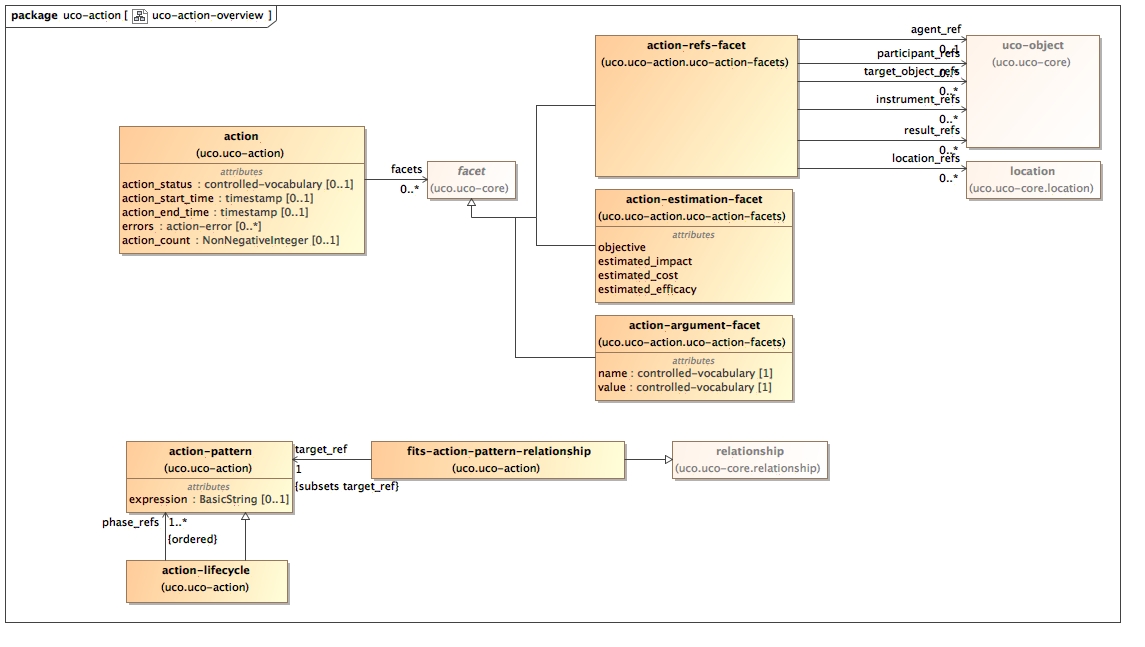 package uco-action [ uco-action-overview ]
action-refs-facet
(uco.uco-action.uco-action-facets)
agent_ref
0..1
participant_refs
0..*
target_object_refs
0..*
instrument_refs
0..*
result_refs
0..*
location_refs
0..*
uco-object
(uco.uco-core)
location
(uco.uco-core.location)
action
(uco.uco-action)
attributes
action_status : controlled-vocabulary [0..1]
action_start_time : timestamp [0..1]
action_end_time : timestamp [0..1]
errors : action-error [0..*]
action_count : NonNegativeInteger [0..1]
facets
0..*
facet
(uco.uco-core)
action-estimation-facet
(uco.uco-action.uco-action-facets)
attributes
objective
estimated_impact
estimated_cost
estimated_efficacy
action-argument-facet
(uco.uco-action.uco-action-facets)
attributes
name : controlled-vocabulary [1]
value : controlled-vocabulary [1]
action-pattern
(uco.uco-action)
attributes
expression : BasicString [0..1]
target_ref
1
{subsets target_ref}
fits-action-pattern-relationship
(uco.uco-action)
relationship
(uco.uco-core.relationship)
phase_refs
1..*
{ordered}
action-lifecycle
(uco.uco-action)